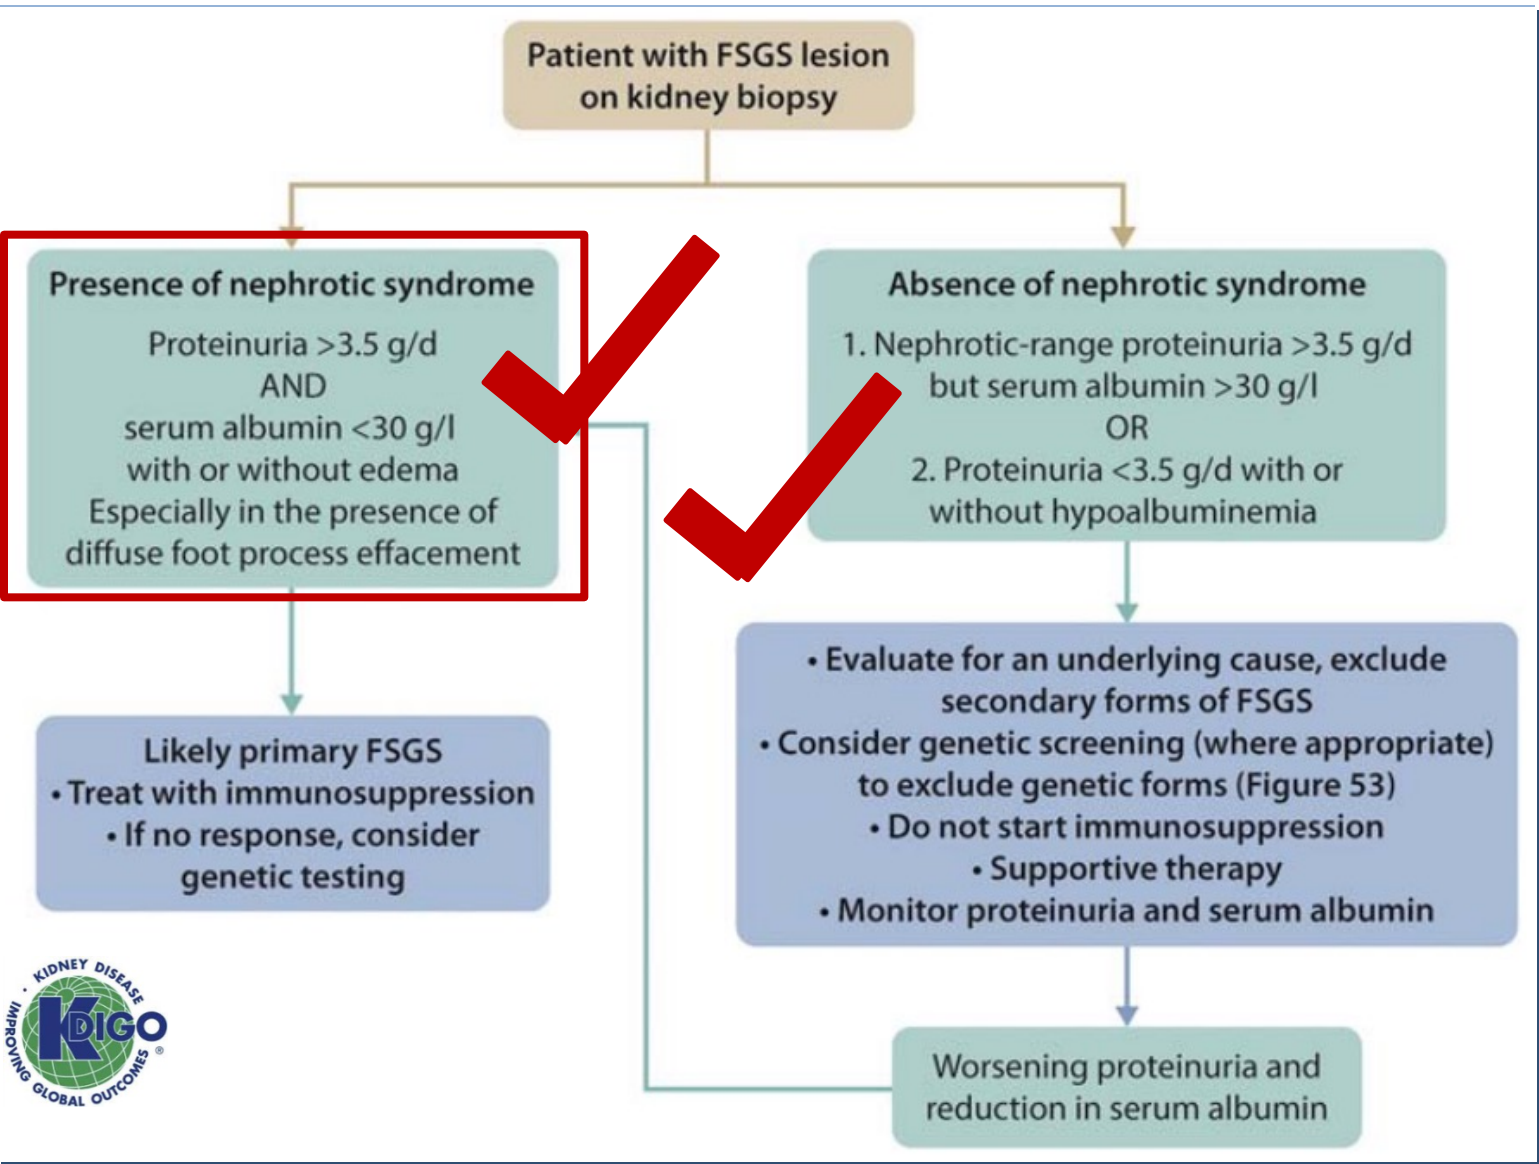 Patient with FSGS lesion
on kidney biopsy
Presence of nephrotic syndrome
Proteinuria >3.5 g/d
AND
serum albumin <30 g/l
with or without edema
Especially in the presence of
diffuse foot process effacement
Absence of nephrotic syndrome
1. Nephrotic-range proteinuria >3.5 g/d
but serum albumin >30 g/l
OR
2. Proteinuria <3.5 g/d with or
without hypoalbuminemia
Likely primary FSGS
• Treat with immunosuppression
• If no response, consider
genetic testing
• Evaluate for an underlying cause, exclude
secondary forms of FSGS
• Consider genetic screening (where appropriate)
to exclude genetic forms (Figure 53)
• Do not start immunosuppression
• Supportive therapy
• Monitor proteinuria and serum albumin
Worsening proteinuria and
reduction in serum albumin
KIDNEY DISEASE
IMPROVING GLOBAL OUTCOMES
KDIGO ®